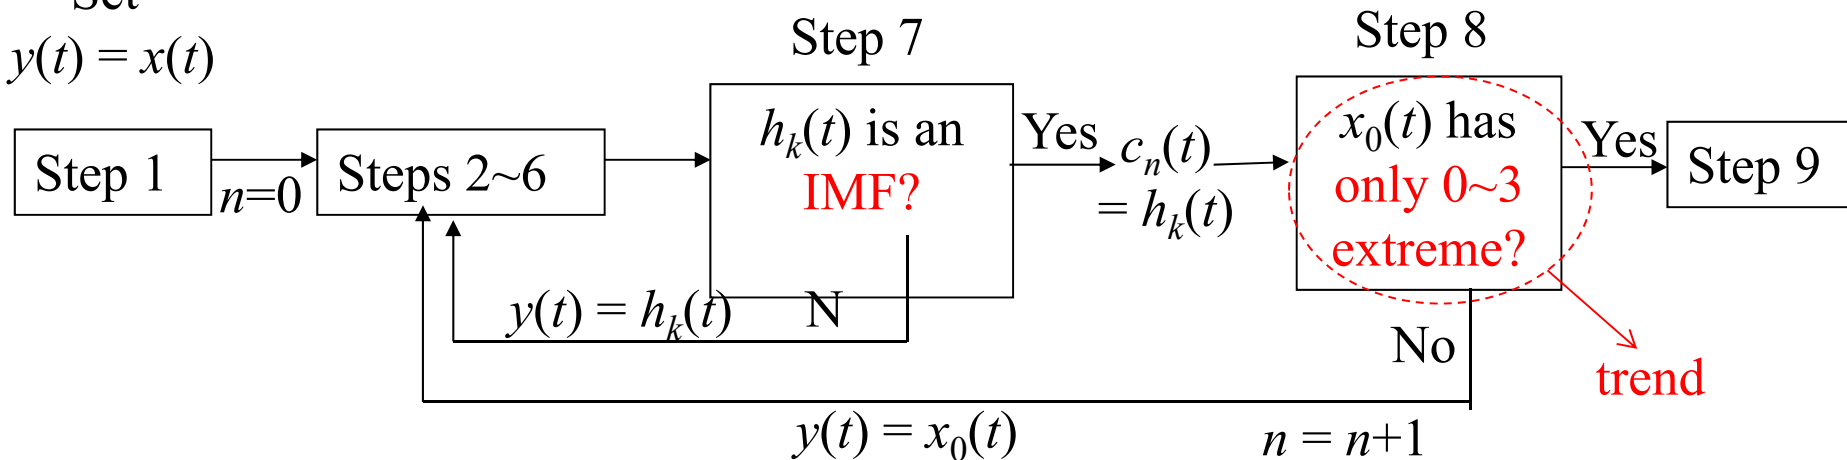 Set
y(t) = x(t)
Step 1
n=0
Steps 2~6
Step 7
hₖ(t) is an
IMF?
Yes
N
y(t) = hₖ(t)
cₙ(t)
= hₖ(t)
Step 8
x₀(t) has
only 0~3
extreme?
Yes
Step 9
No
trend
y(t) = x₀(t)
n = n+1